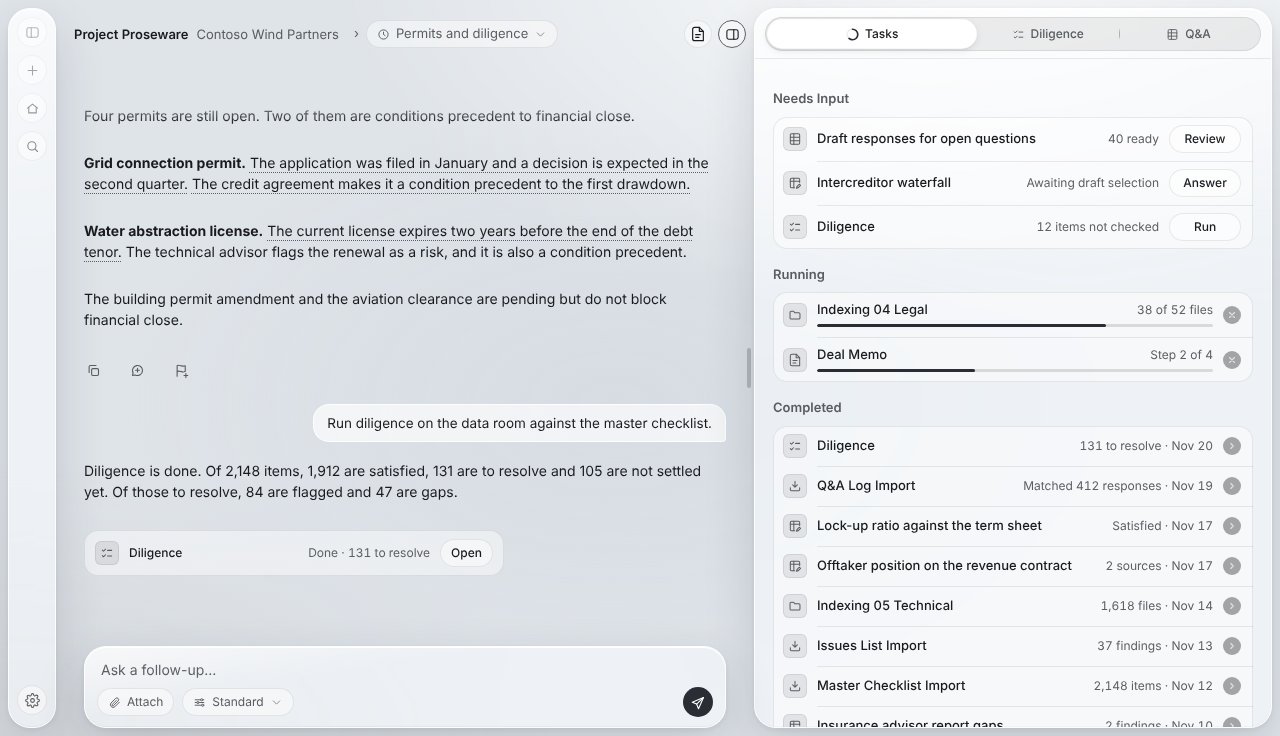 Project Proseware Contoso Wind Partners › Permits and diligence
Four permits are still open. Two of them are conditions precedent to financial close.
Grid connection permit. The application was filed in January and a decision is expected in the
second quarter. The credit agreement makes it a condition precedent to the first drawdown.
Water abstraction license. The current license expires two years before the end of the debt
tenor. The technical advisor flags the renewal as a risk, and it is also a condition precedent.
The building permit amendment and the aviation clearance are pending but do not block
financial close.
Run diligence on the data room against the master checklist.
Diligence is done. Of 2,148 items, 1,912 are satisfied, 131 are to resolve and 105 are not settled
yet. Of those to resolve, 84 are flagged and 47 are gaps.
Diligence Done · 131 to resolve Open
Ask a follow-up...
Attach Standard
Tasks Diligence Q&A
Needs Input
Draft responses for open questions 40 ready Review
Intercreditor waterfall Awaiting draft selection Answer
Diligence 12 items not checked Run
Running
Indexing 04 Legal 38 of 52 files
Deal Memo Step 2 of 4
Completed
Diligence 131 to resolve · Nov 20
Q&A Log Import Matched 412 responses · Nov 19
Lock-up ratio against the term sheet Satisfied · Nov 17
Offtaker position on the revenue contract 2 sources · Nov 17
Indexing 05 Technical 1,618 files · Nov 14
Issues List Import 37 findings · Nov 13
Master Checklist Import 2,148 items · Nov 12
Insurance advisor report gaps 2 findings · Nov 10